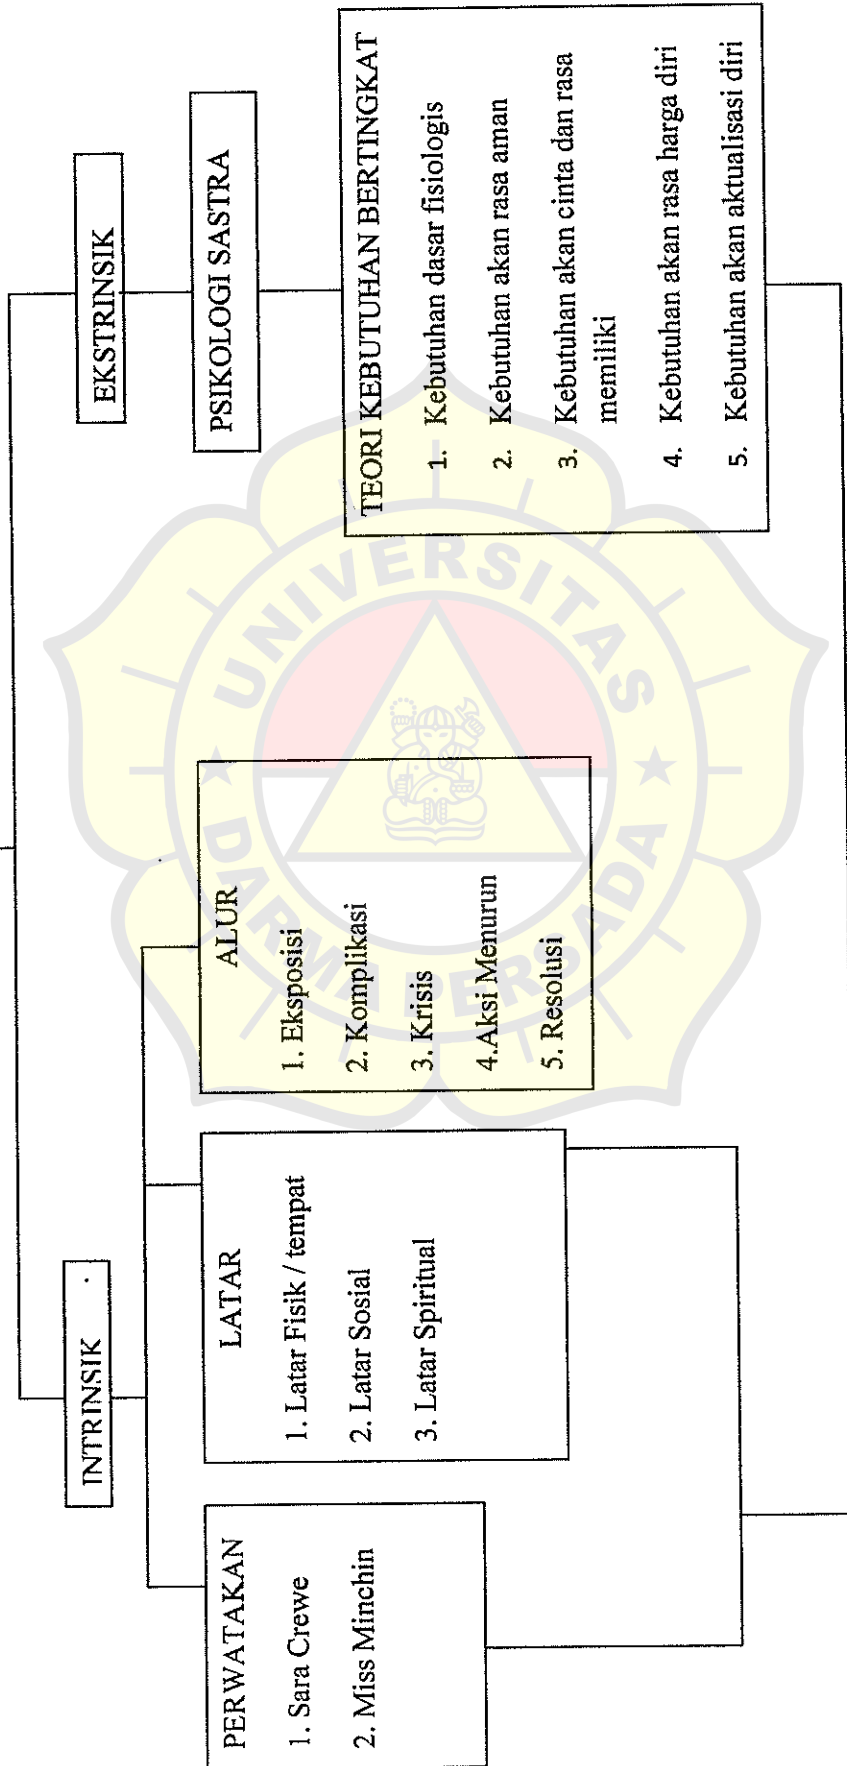 INTRINSIK
EKSTRINSIK
PERWATAKAN
1. Sara Crewe
2. Miss Minchin
LATAR
1. Latar Fisik / tempat
2. Latar Sosial
3. Latar Spiritual
ALUR
1. Eksposisi
2. Komplikasi
3. Krisis
4.Aksi Menurun
5. Resolusi
PSIKOLOGI SASTRA
TEORI KEBUTUHAN BERTINGKAT
1. Kebutuhan dasar fisiologis
2. Kebutuhan akan rasa aman
3. Kebutuhan akan cinta dan rasa
memiliki
4. Kebutuhan akan rasa harga diri
5. Kebutuhan akan aktualisasi diri
UNIVERSITAS
DARMA PERSADA